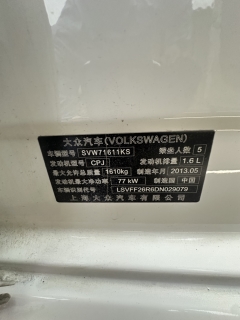 大众汽车(VOLKSWAGEN)
车辆型号 SVW71611KS 乘坐人数 5
发动机型号 CPJ 发动机排量 1.6 L
最大允许总质量 1610kg 制造年月 2013.05
发动机最大净功率 77 kW 制造国 中国
车辆识别代号 LSVFF26R6DN029079
上海大众汽车有限公司